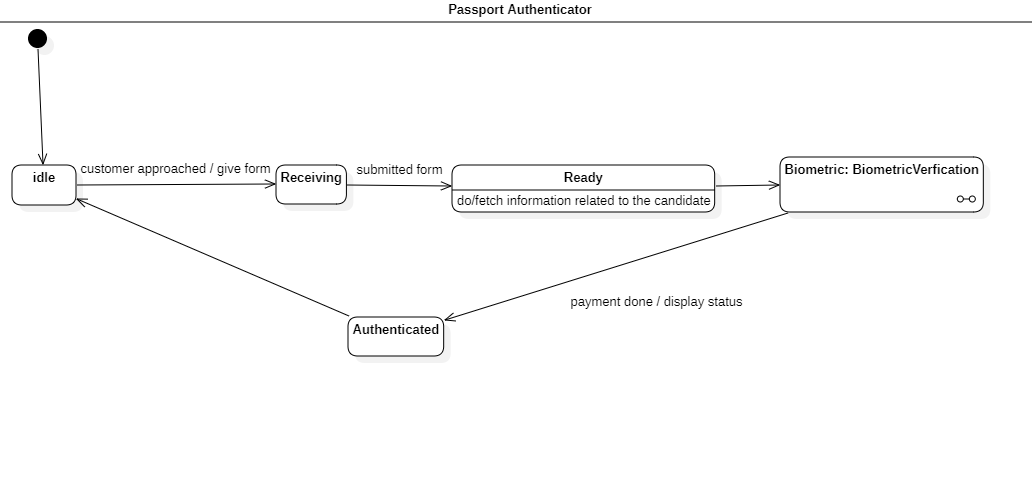 Passport Authenticator
idle
customer approached / give form
Receiving
submitted form
Ready
do/fetch information related to the candidate
Biometric: BiometricVerfication
payment done / display status
Authenticated